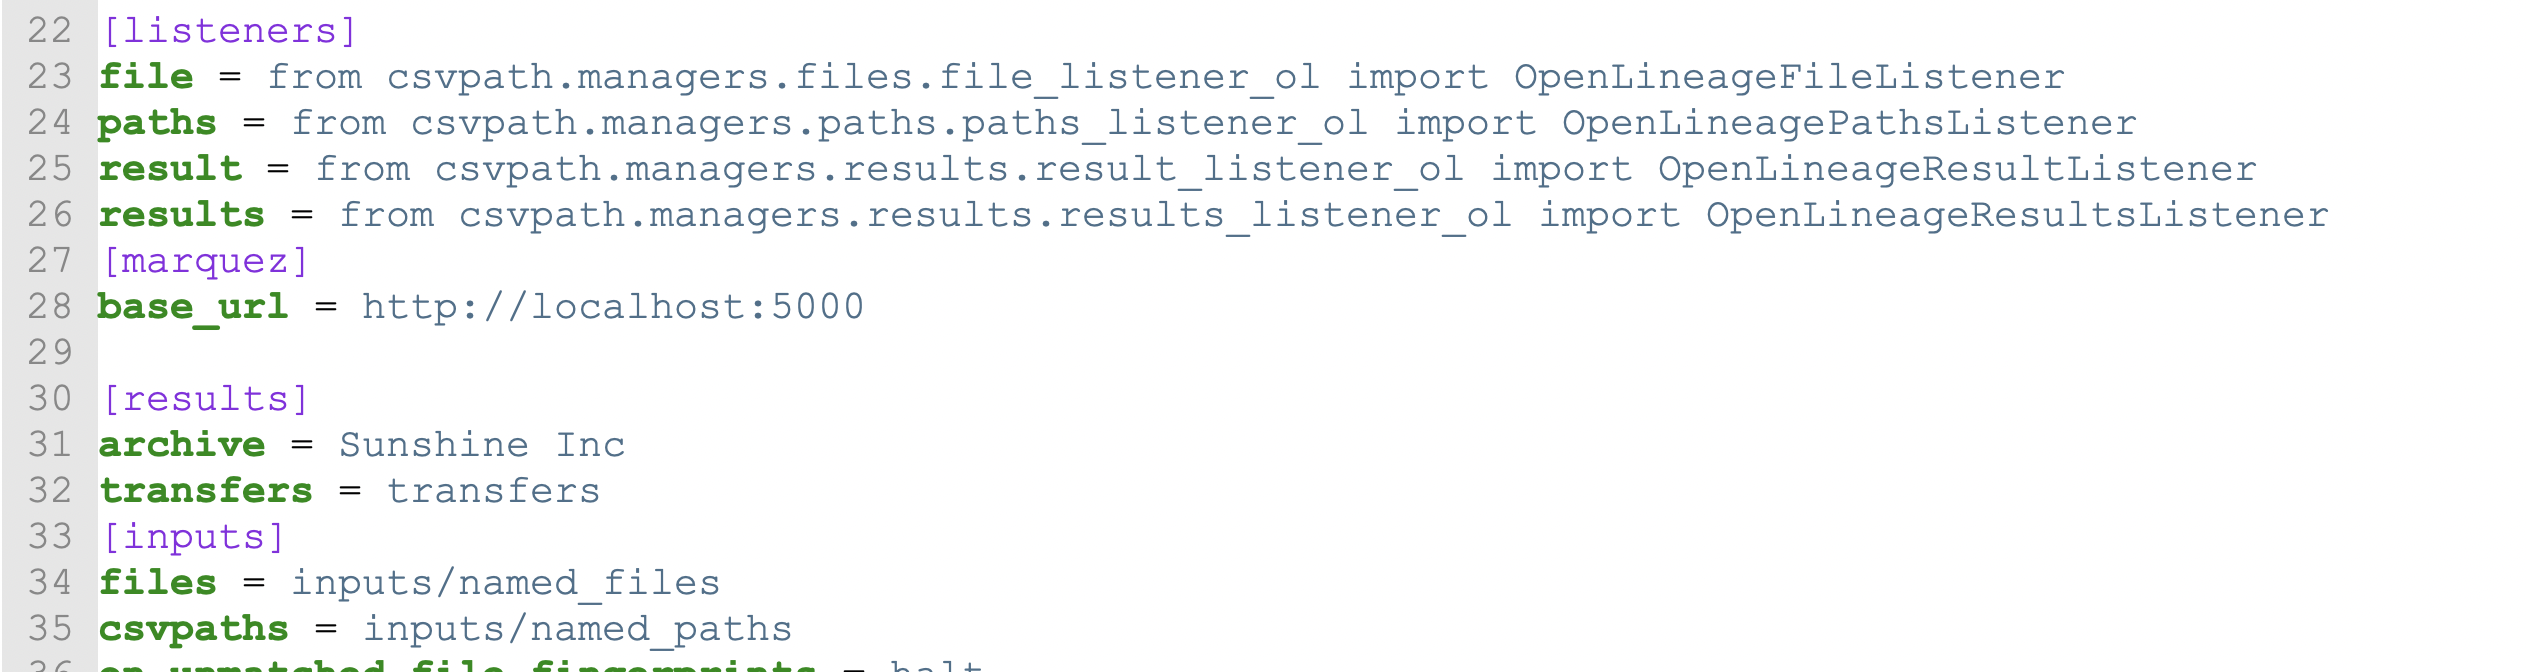 22 [listeners]
23 file = from csvpath.managers.files.file_listener_ol import OpenLineageFileListener
24 paths = from csvpath.managers.paths.paths_listener_ol import OpenLineagePathsListener
25 result = from csvpath.managers.results.result_listener_ol import OpenLineageResultListener
26 results = from csvpath.managers.results.results_listener_ol import OpenLineageResultsListener
27 [marquez]
28 base_url = http://localhost:5000
29
30 [results]
31 archive = Sunshine Inc
32 transfers = transfers
33 [inputs]
34 files = inputs/named_files
35 csvpaths = inputs/named_paths
36 on_unmatched_file_fingerprints = halt